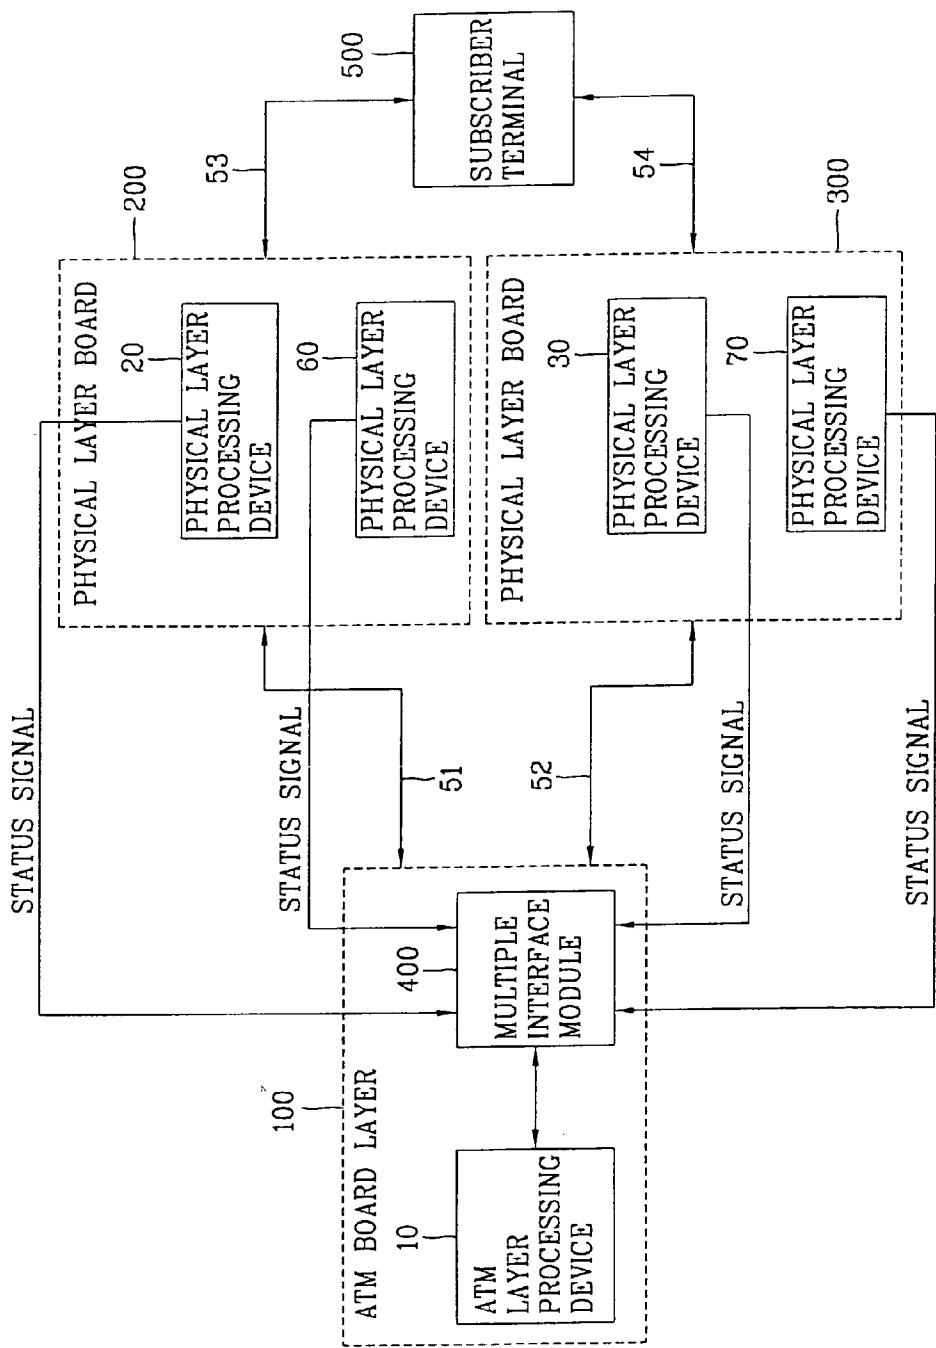 STATUS SIGNAL
PHYSICAL LAYER BOARD
200
20
PHYSICAL LAYER
PROCESSING
DEVICE
53
100
ATM BOARD LAYER
STATUS SIGNAL
51
60
PHYSICAL LAYER
PROCESSING
DEVICE
500
10
ATM
LAYER
PROCESSING
DEVICE
400
MULTIPLE
INTERFACE
MODULE
SUBSCRIBER
TERMINAL
52
PHYSICAL LAYER BOARD
30
PHYSICAL LAYER
PROCESSING
DEVICE
54
STATUS SIGNAL
70
PHYSICAL LAYER
PROCESSING
DEVICE
300
STATUS SIGNAL